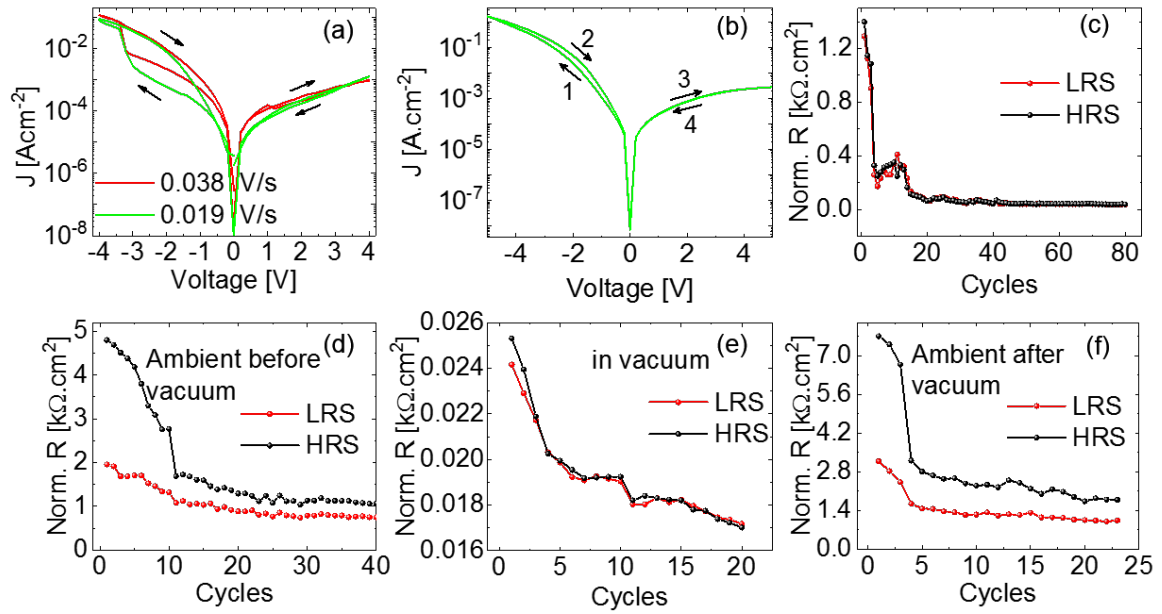 (a)
J [Acm-2]
10-2
10-4
10-6
10-8
0.038 V/s
0.019 V/s
-4 -3 -2 -1 0 1 2 3 4
Voltage [V]
(b)
J [A.cm-2]
10-1
10-3
10-5
10-7
2
1
3
4
-4 -2 0 2 4
Voltage [V]
(c)
Norm. R [kΩ.cm2]
1.2
0.8
0.4
0.0
LRS
HRS
0 20 40 60 80
Cycles
(d)
Norm. R [kΩ.cm2]
5
4
3
2
1
0
Ambient before
vacuum
LRS
HRS
0 10 20 30 40
Cycles
(e)
Norm. R [kΩ.cm2]
0.026
0.024
0.022
0.020
0.018
0.016
in vacuum
LRS
HRS
0 5 10 15 20
Cycles
(f)
Norm. R [kΩ.cm2]
7.0
5.6
4.2
2.8
1.4
0.0
Ambient after
vacuum
LRS
HRS
0 5 10 15 20 25
Cycles